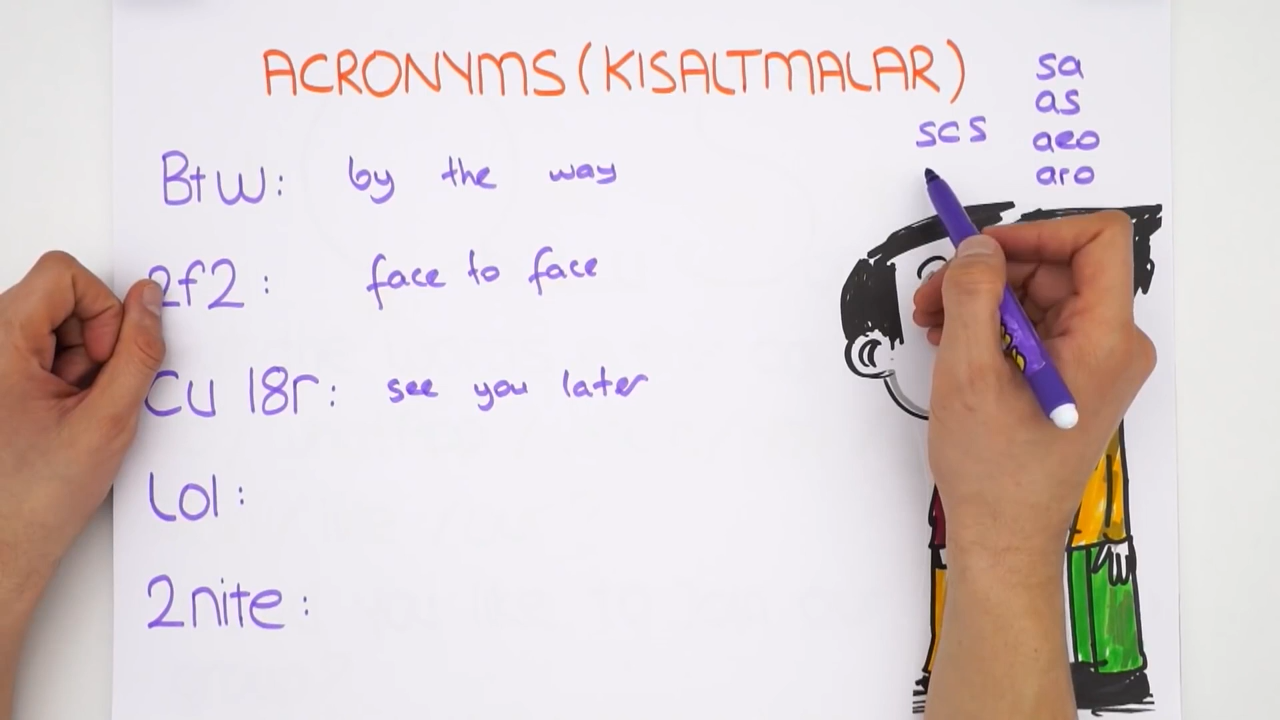 ACRONYMS (KISALTMALAR)
sa
as
scs
aeo
aro
Btw: by the way
2f2: face to face
Cu l8r: see you later
Lol:
2nite: